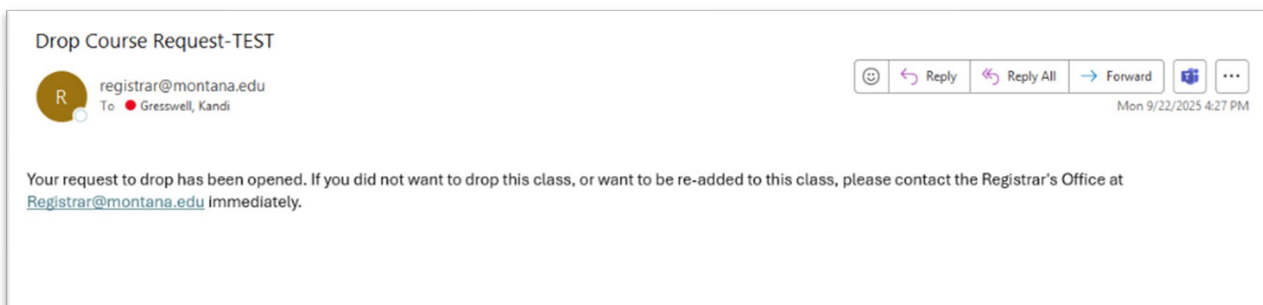 Drop Course Request-TEST
R
registrar@montana.edu
To Gresswell, Kandi
Reply
Reply All
Forward
Mon 9/22/2025 4:27 PM
Your request to drop has been opened. If you did not want to drop this class, or want to be re-added to this class, please contact the Registrar's Office at
Registrar@montana.edu immediately.